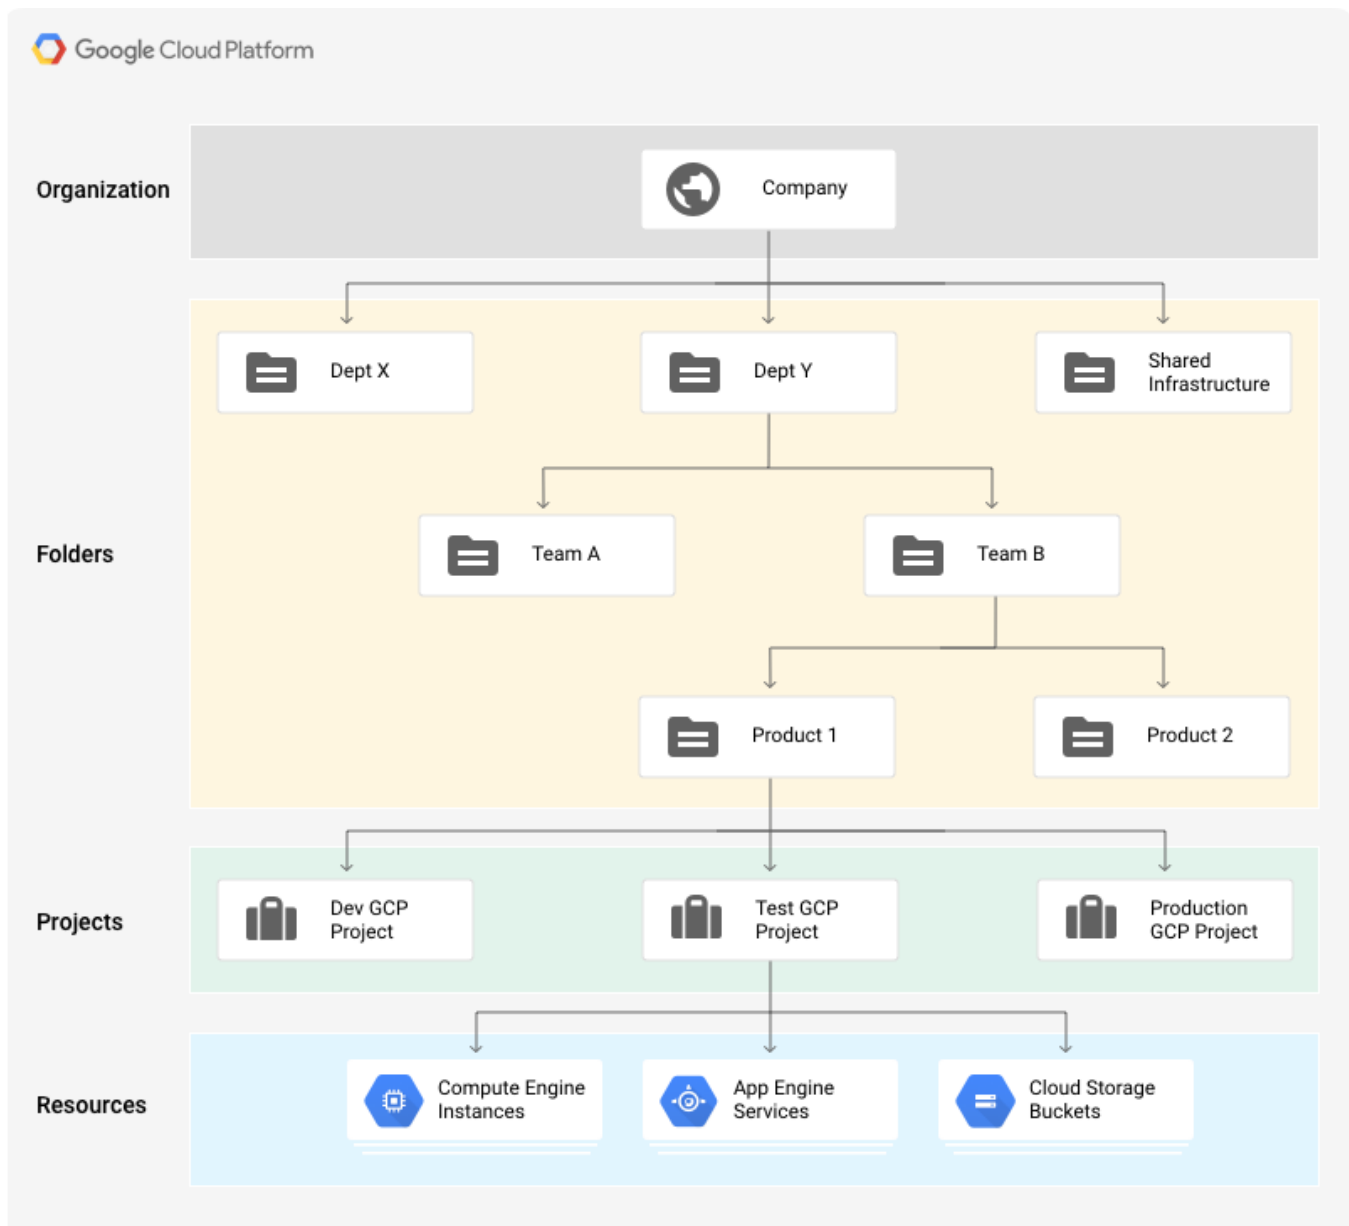 Google Cloud Platform
Organization
Company
Dept X
Dept Y
Shared
Infrastructure
Folders
Team A
Team B
Product 1
Product 2
Projects
Dev GCP
Project
Test GCP
Project
Production
GCP Project
Resources
Compute Engine
Instances
App Engine
Services
Cloud Storage
Buckets